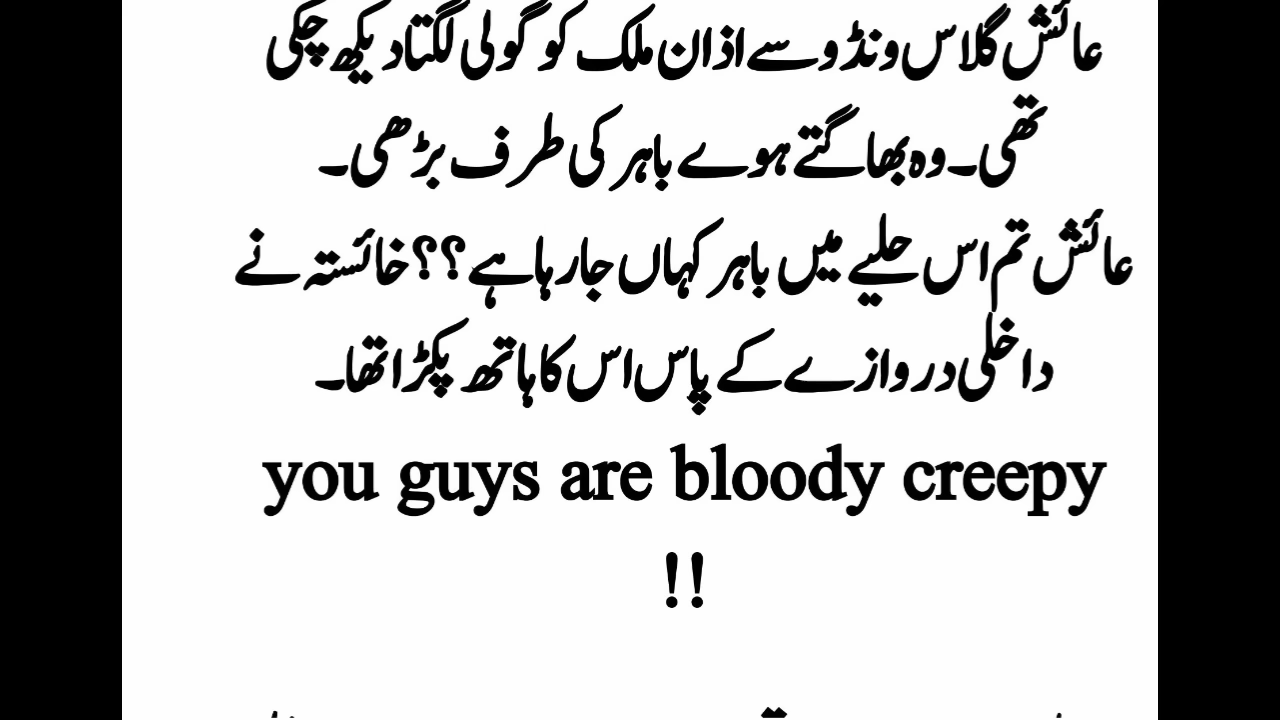 عائش گلاس ونڈو سے اذان ملک کو گولی لگتا دیکھ چکی
تھی۔ وہ بھاگتے ہوے باہر کی طرف بڑھی۔
عائش تم اس حلیے میں باہر کہاں جا رہا ہے؟؟ خائستہ نے
داخلی دروازے کے پاس اس کا ہاتھ پکڑا تھا۔
you guys are bloody creepy
!!